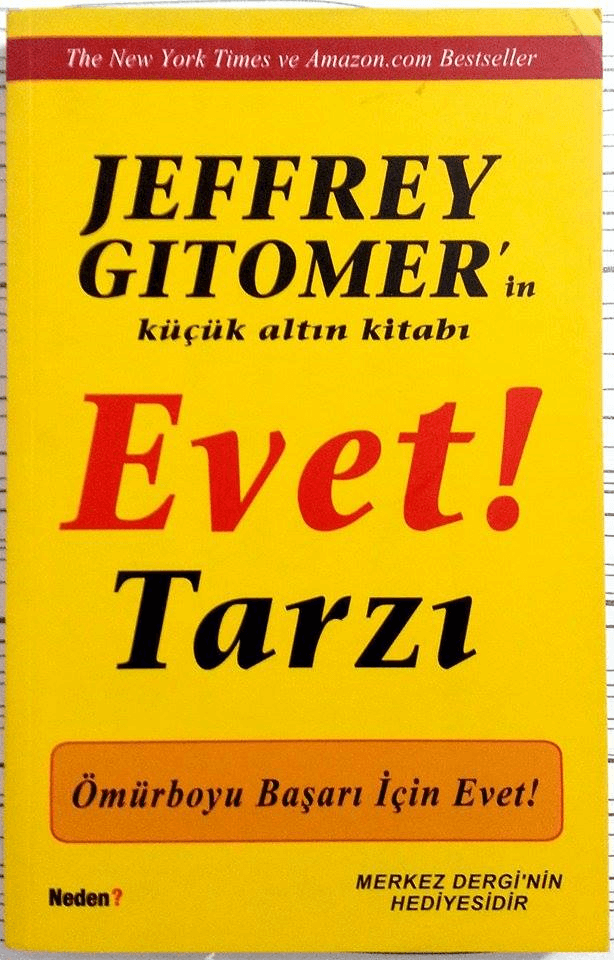 The New York Times ve Amazon.com Bestseller
JEFFREY
GITOMER'in
küçük altın kitabı
Evet!
Tarzı
Ömürboyu Başarı İçin Evet!
Neden?
MERKEZ DERGİ'NİN
HEDİYESİDİR